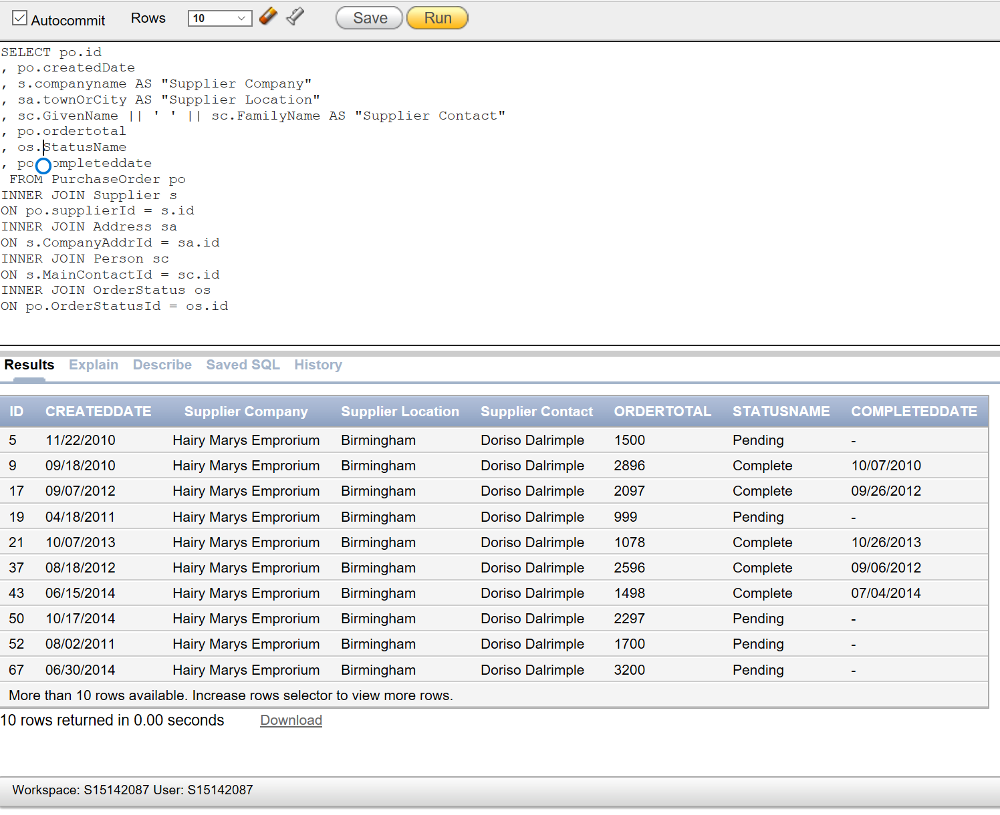 Autocommit Rows 10 Save Run
SELECT po.id
, po.createdDate
, s.companyname AS "Supplier Company"
, sa.townOrCity AS "Supplier Location"
, sc.GivenName || ' ' || sc.FamilyName AS "Supplier Contact"
, po.ordertotal
, os.StatusName
, po ompleteddate
FROM PurchaseOrder po
INNER JOIN Supplier s
ON po.supplierId = s.id
INNER JOIN Address sa
ON s.CompanyAddrId = sa.id
INNER JOIN Person sc
ON s.MainContactId = sc.id
INNER JOIN OrderStatus os
ON po.OrderStatusId = os.id
Results Explain Describe Saved SQL History
ID CREATEDDATE Supplier Company Supplier Location Supplier Contact ORDERTOTAL STATUSNAME COMPLETEDDATE
5 11/22/2010 Hairy Marys Emprorium Birmingham Doriso Dalrimple 1500 Pending -
9 09/18/2010 Hairy Marys Emprorium Birmingham Doriso Dalrimple 2896 Complete 10/07/2010
17 09/07/2012 Hairy Marys Emprorium Birmingham Doriso Dalrimple 2097 Complete 09/26/2012
19 04/18/2011 Hairy Marys Emprorium Birmingham Doriso Dalrimple 999 Pending -
21 10/07/2013 Hairy Marys Emprorium Birmingham Doriso Dalrimple 1078 Complete 10/26/2013
37 08/18/2012 Hairy Marys Emprorium Birmingham Doriso Dalrimple 2596 Complete 09/06/2012
43 06/15/2014 Hairy Marys Emprorium Birmingham Doriso Dalrimple 1498 Complete 07/04/2014
50 10/17/2014 Hairy Marys Emprorium Birmingham Doriso Dalrimple 2297 Pending -
52 08/02/2011 Hairy Marys Emprorium Birmingham Doriso Dalrimple 1700 Pending -
67 06/30/2014 Hairy Marys Emprorium Birmingham Doriso Dalrimple 3200 Pending -
More than 10 rows available. Increase rows selector to view more rows.
10 rows returned in 0.00 seconds Download
Workspace: S15142087 User: S15142087